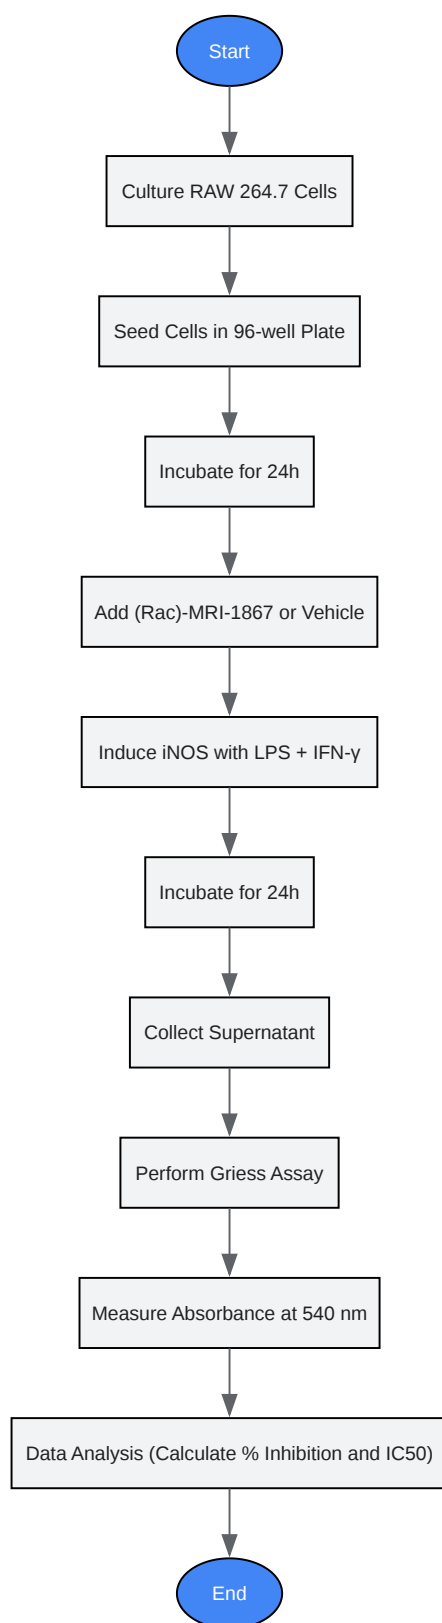 Start
Culture RAW 264.7 Cells
Seed Cells in 96-well Plate
Incubate for 24h
Add (Rac)-MRI-1867 or Vehicle
Induce iNOS with LPS + IFN-γ
Incubate for 24h
Collect Supernatant
Perform Griess Assay
Measure Absorbance at 540 nm
Data Analysis (Calculate % Inhibition and IC50)
End